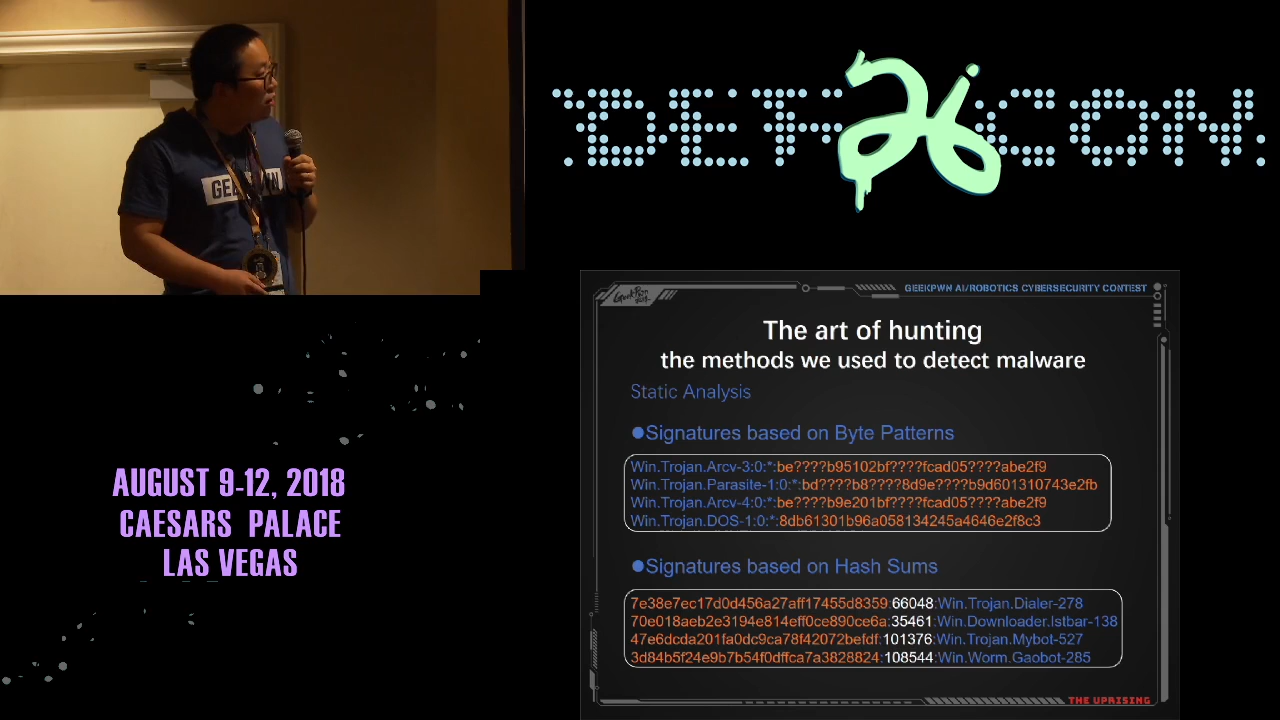 GEEKPWN
DEF 26 CON
AUGUST 9-12, 2018
CAESARS PALACE
LAS VEGAS
GeekPwn
GEEKPWN AI/ROBOTICS CYBERSECURITY CONTEST
The art of hunting
the methods we used to detect malware
Static Analysis
●Signatures based on Byte Patterns
Win.Trojan.Arcv-3:0:*:be????b95102bf????fcad05????abe2f9
Win.Trojan.Parasite-1:0:*:bd????b8????8d9e????b9d601310743e2fb
Win.Trojan.Arcv-4:0:*:be????b9e201bf????fcad05????abe2f9
Win.Trojan.DOS-1:0:*:8db61301b96a058134245a4646e2f8c3
●Signatures based on Hash Sums
7e38e7ec17d0d456a27aff17455d8359:66048:Win.Trojan.Dialer-278
70e018aeb2e3194e814eff0ce890ce6a:35461:Win.Downloader.Istbar-138
47e6dcda201fa0dc9ca78f42072befdf:101376:Win.Trojan.Mybot-527
3d84b5f24e9b7b54f0dffca7a3828824:108544:Win.Worm.Gaobot-285
THE UPRISING